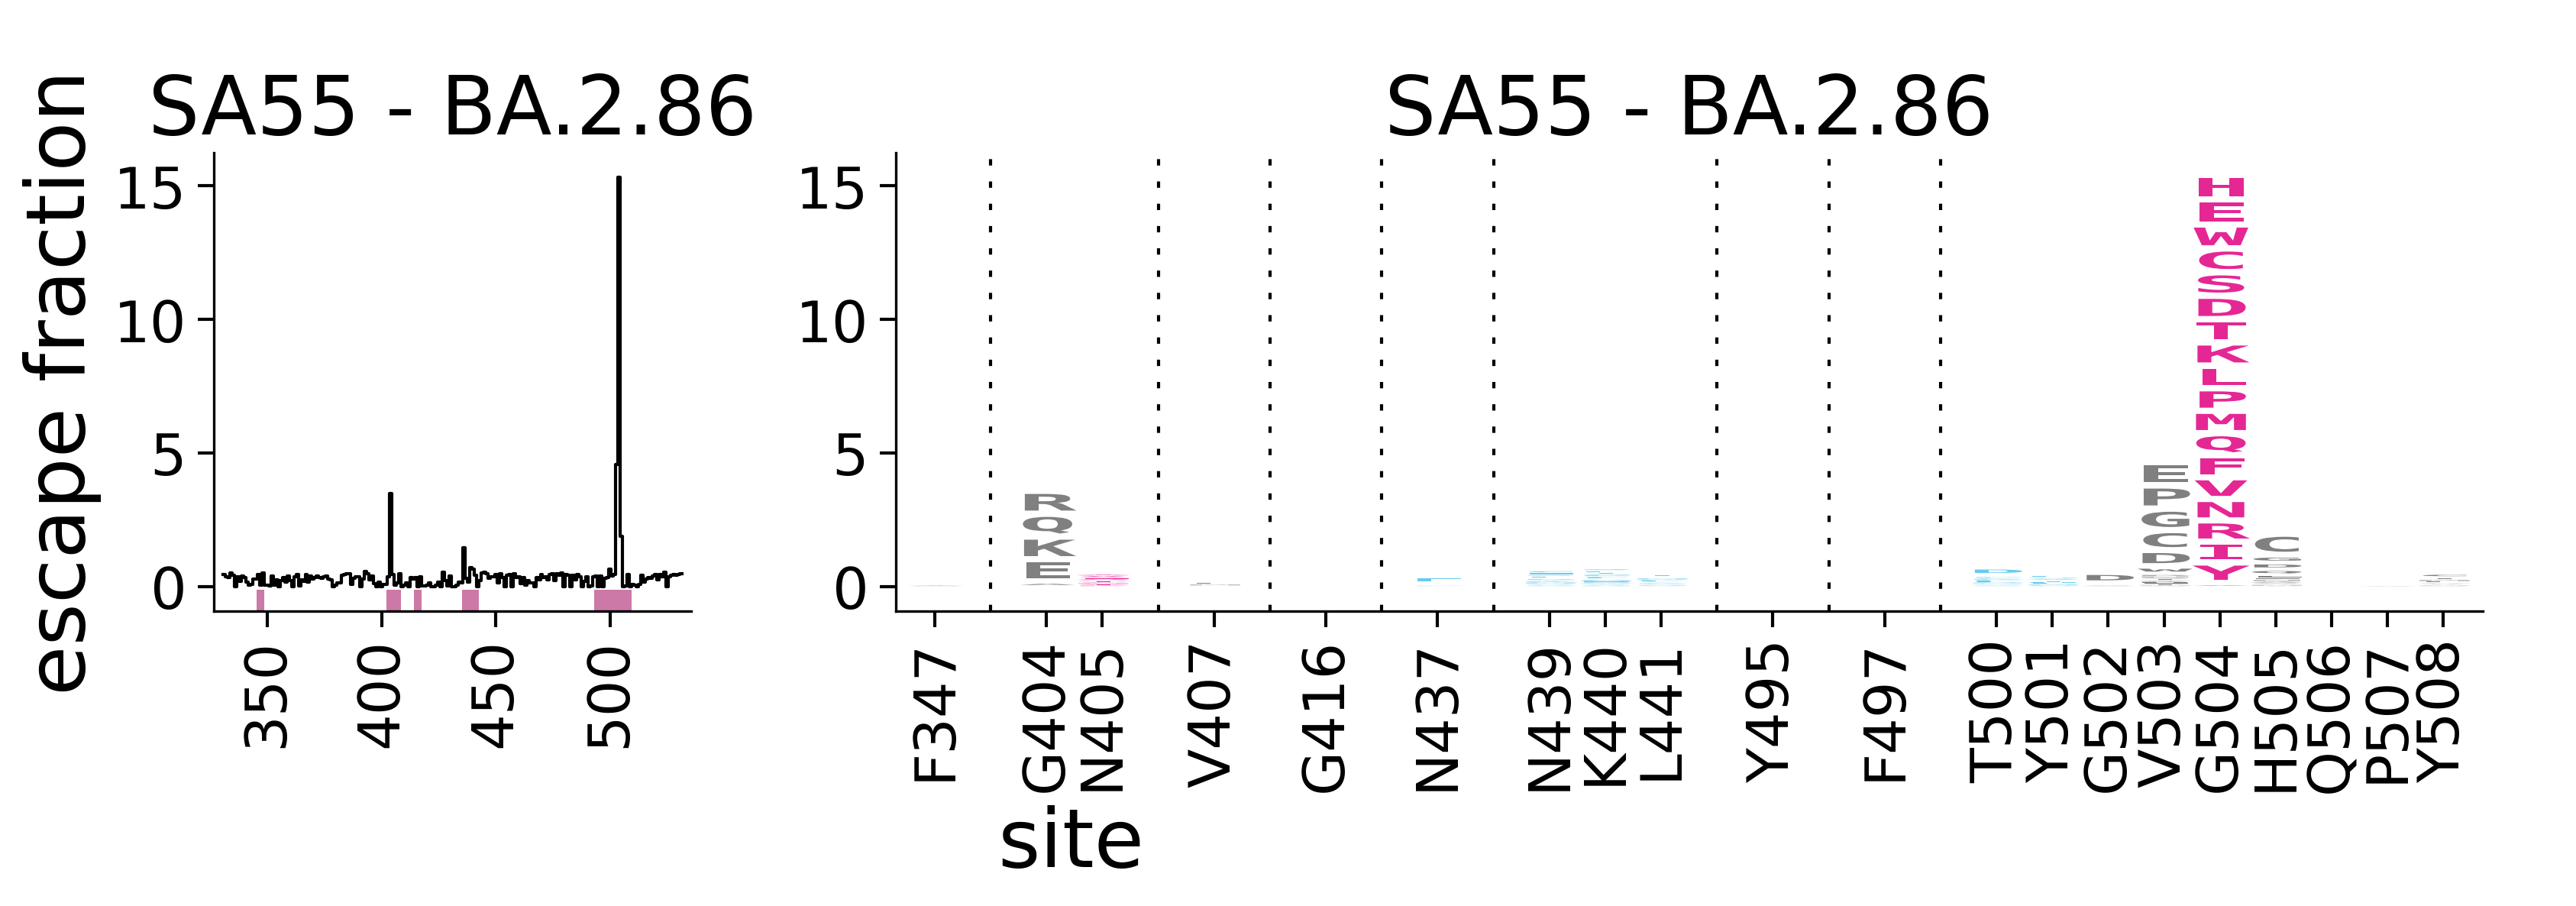 SA55 - BA.2.86
SA55 - BA.2.86
escape fraction
15
10
5
0
350
400
450
500
15
10
5
0
R
Q
K
E
E
P
G
C
D
H
E
W
C
S
D
T
K
L
P
M
Q
F
V
N
R
I
Y
C
D
D
F347
G404
N405
V407
G416
N437
N439
K440
L441
Y495
F497
T500
Y501
G502
V503
G504
H505
Q506
P507
Y508
site